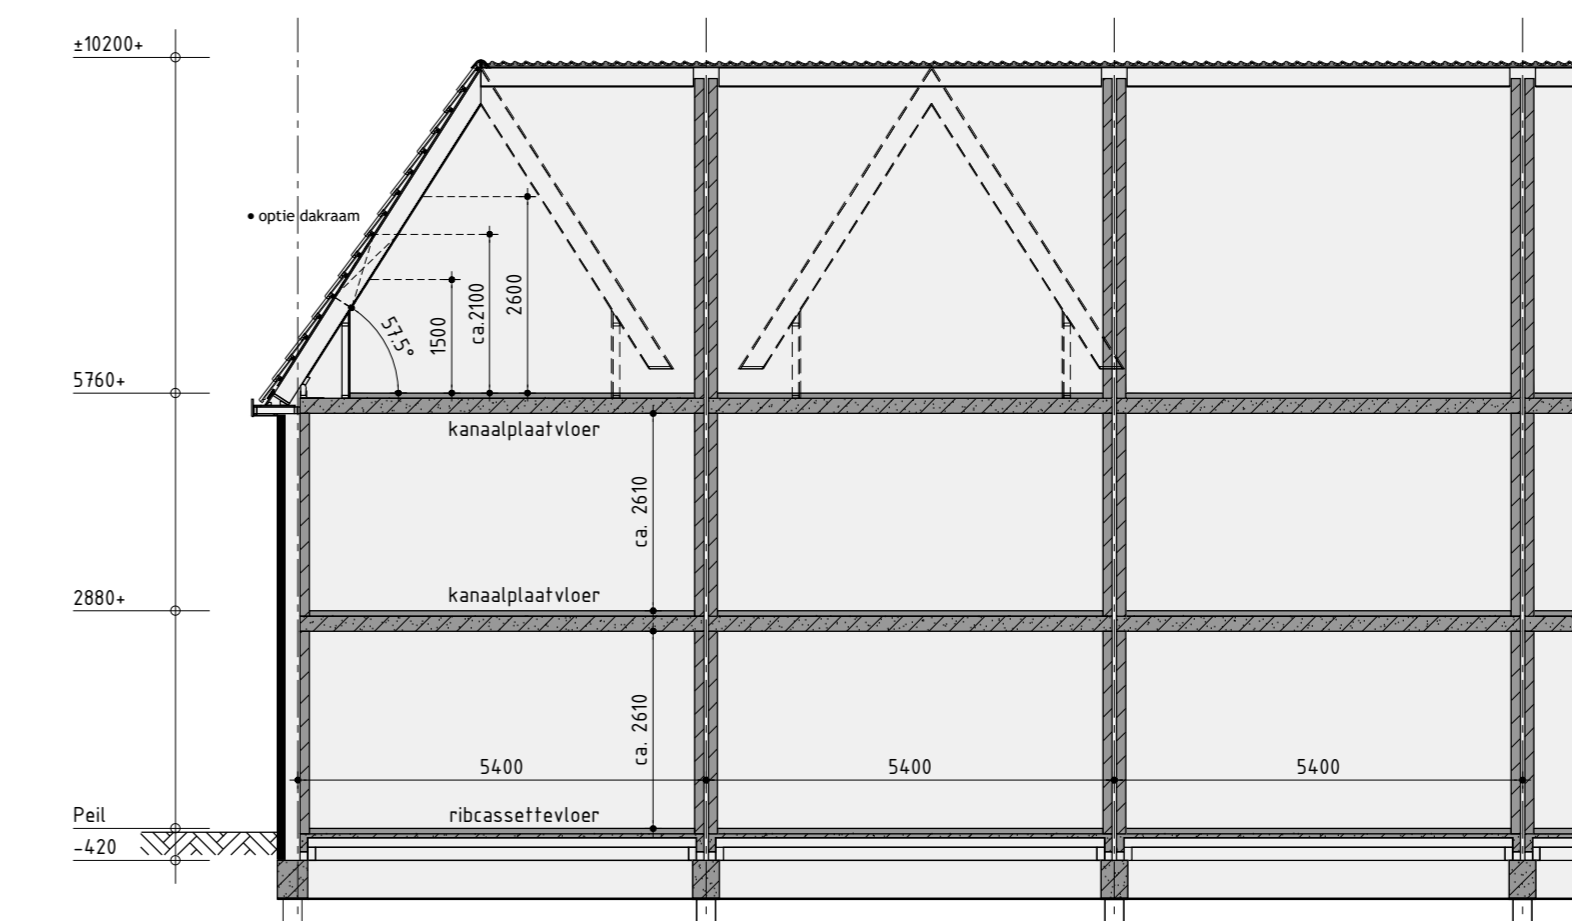 ±10200+
• optie dakraam
57.5°
1500
ca.2100
2600
5760+
kanaalplaatvloer
ca. 2610
2880+
kanaalplaatvloer
ca. 2610
5400
5400
5400
Peil
ribcassettevloer
-420